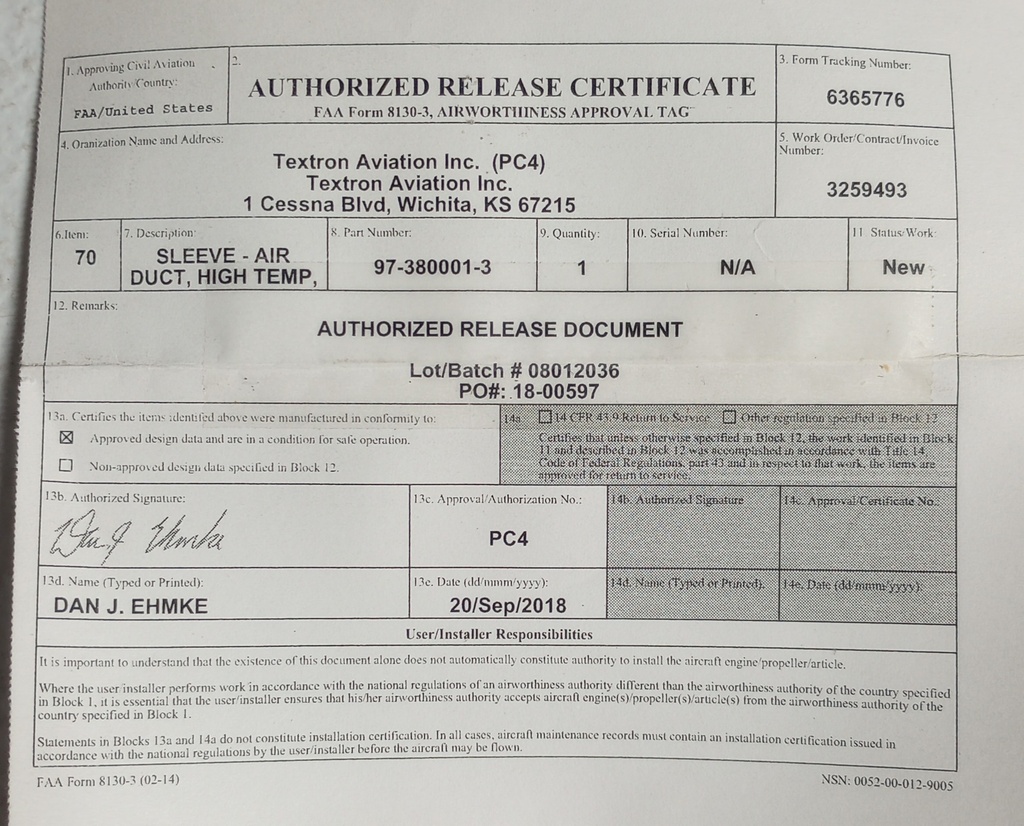 1. Approving Civil Aviation
Authority/Country:
FAA/United States
2.
AUTHORIZED RELEASE CERTIFICATE
FAA Form 8130-3, AIRWORTHINESS APPROVAL TAG
3. Form Tracking Number:
6365776
4. Oranization Name and Address:
Textron Aviation Inc. (PC4)
Textron Aviation Inc.
1 Cessna Blvd, Wichita, KS 67215
5. Work Order/Contract/Invoice
Number:
3259493
6.Item:
70
7. Description:
SLEEVE - AIR
DUCT, HIGH TEMP,
8. Part Number:
97-380001-3
9. Quantity:
1
10. Serial Number:
N/A
11. Status/Work:
New
12. Remarks:
AUTHORIZED RELEASE DOCUMENT
Lot/Batch # 08012036
PO#: 18-00597
13a. Certifies the items identified above were manufactured in conformity to:
☒ Approved design data and are in a condition for safe operation.
☐ Non-approved design data specified in Block 12.
14a. ☐ 14 CFR 43.9 Return to Service ☐ Other regulation specified in Block 12
Certifies that unless otherwise specified in Block 12, the work identified in Block
11 and described in Block 12 was accomplished in accordance with Title 14,
Code of Federal Regulations, part 43 and in respect to that work, the items are
approved for return to service.
13b. Authorized Signature:
Dan J Ehmke
13c. Approval/Authorization No.:
PC4
14b. Authorized Signature
14c. Approval/Certificate No.:
13d. Name (Typed or Printed):
DAN J. EHMKE
13e. Date (dd/mmm/yyyy):
20/Sep/2018
14d. Name (Typed or Printed).
14e. Date (dd/mmm/yyyy).
User/Installer Responsibilities
It is important to understand that the existence of this document alone does not automatically constitute authority to install the aircraft engine/propeller/article.
Where the user/installer performs work in accordance with the national regulations of an airworthiness authority different than the airworthiness authority of the country specified
in Block 1, it is essential that the user/installer ensures that his/her airworthiness authority accepts aircraft engine(s)/propeller(s)/article(s) from the airworthiness authority of the
country specified in Block 1.
Statements in Blocks 13a and 14a do not constitute installation certification. In all cases, aircraft maintenance records must contain an installation certification issued in
accordance with the national regulations by the user/installer before the aircraft may be flown.
FAA Form 8130-3 (02-14)
NSN: 0052-00-012-9005